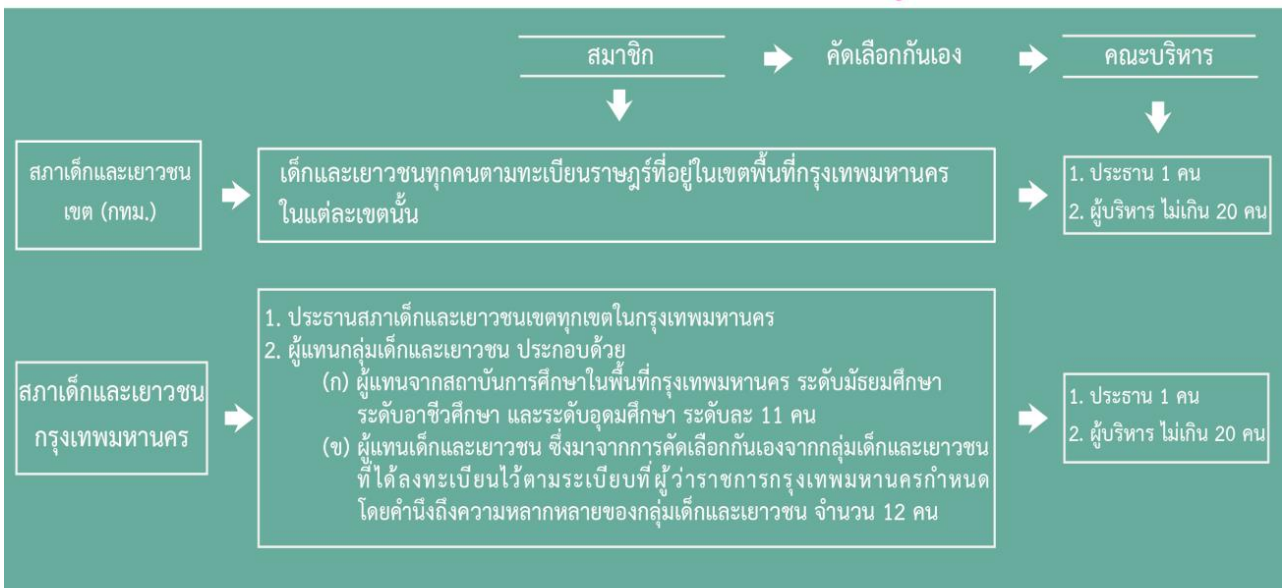 สมาชิก
คัดเลือกกันเอง
คณะบริหาร
สภาเด็กและเยาวชน
เขต (กทม.)
เด็กและเยาวชนทุกคนตามทะเบียนราษฎร์ที่อยู่ในเขตพื้นที่กรุงเทพมหานคร
ในแต่ละเขตนั้น
1. ประธาน 1 คน
2. ผู้บริหาร ไม่เกิน 20 คน
สภาเด็กและเยาวชน
กรุงเทพมหานคร
1. ประธานสภาเด็กและเยาวชนเขตทุกเขตในกรุงเทพมหานคร
2. ผู้แทนกลุ่มเด็กและเยาวชน ประกอบด้วย
(ก) ผู้แทนจากสถาบันการศึกษาในพื้นที่กรุงเทพมหานคร ระดับมัธยมศึกษา
ระดับอาชีวศึกษา และระดับอุดมศึกษา ระดับละ 11 คน
(ข) ผู้แทนเด็กและเยาวชน ซึ่งมาจากการคัดเลือกกันเองจากกลุ่มเด็กและเยาวชน
ที่ได้ลงทะเบียนไว้ตามระเบียบที่ผู้ว่าราชการกรุงเทพมหานครกำหนด
โดยคำนึงถึงความหลากหลายของกลุ่มเด็กและเยาวชน จำนวน 12 คน
1. ประธาน 1 คน
2. ผู้บริหาร ไม่เกิน 20 คน